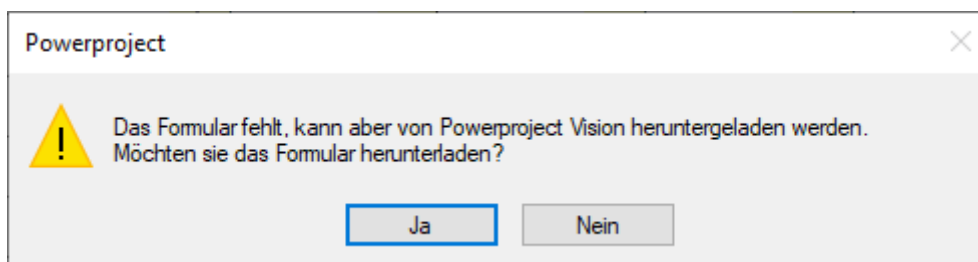 Powerproject
Das Formular fehlt, kann aber von Powerproject Vision heruntergeladen werden.
Möchten sie das Formular herunterladen?
Ja
Nein